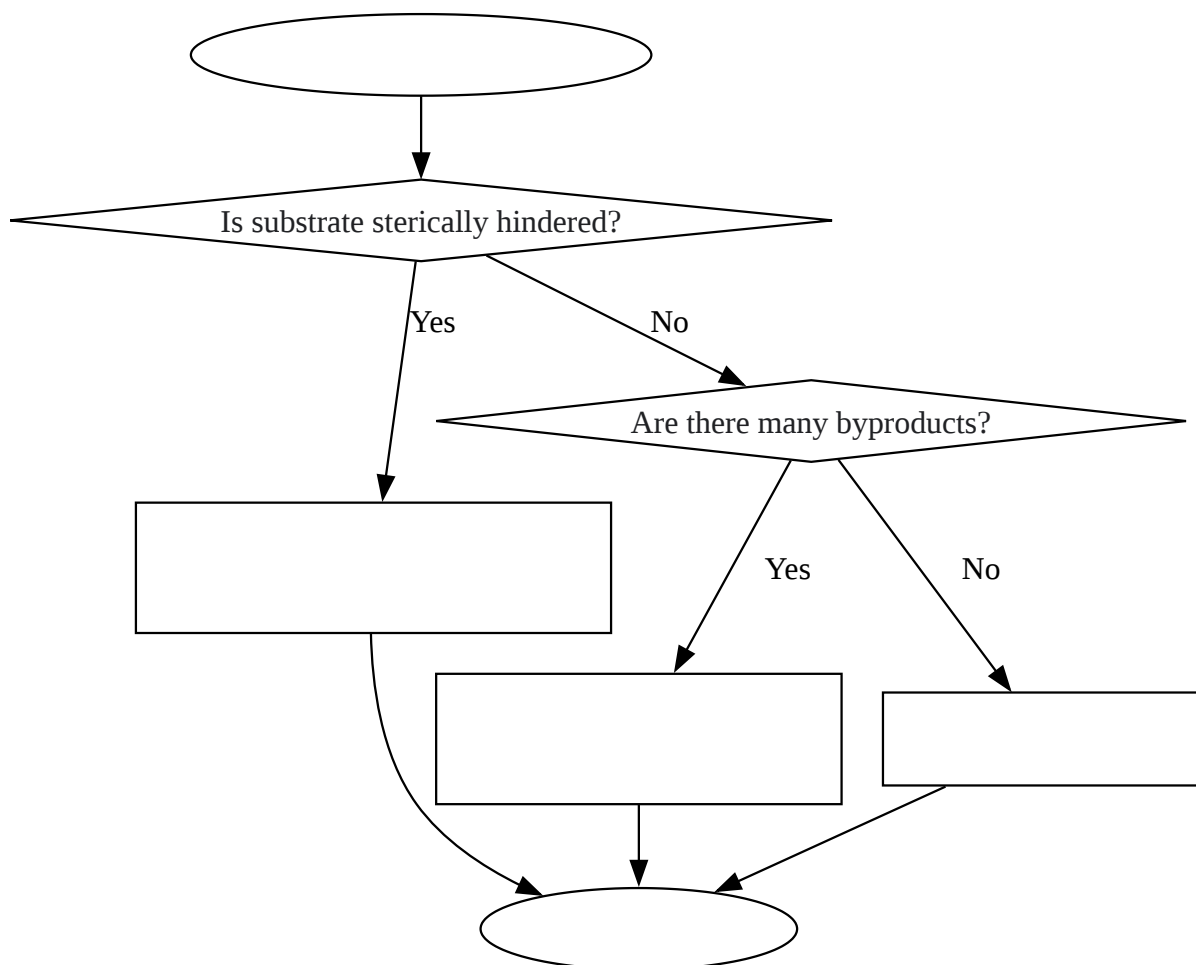 Is substrate sterically hindered?
Yes
No
Are there many byproducts?
Yes
No